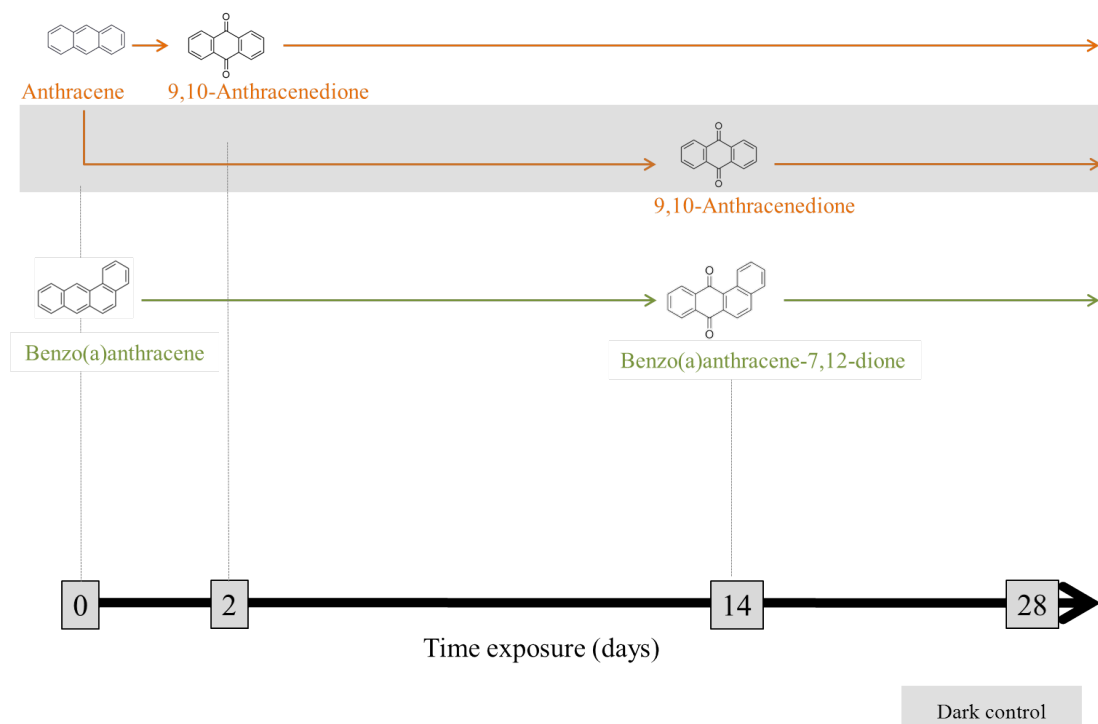 O
O
Anthracene
9,10-Anthracenedione
O
O
9,10-Anthracenedione
O
O
Benzo(a)anthracene
Benzo(a)anthracene-7,12-dione
0
2
14
28
Time exposure (days)
Dark control